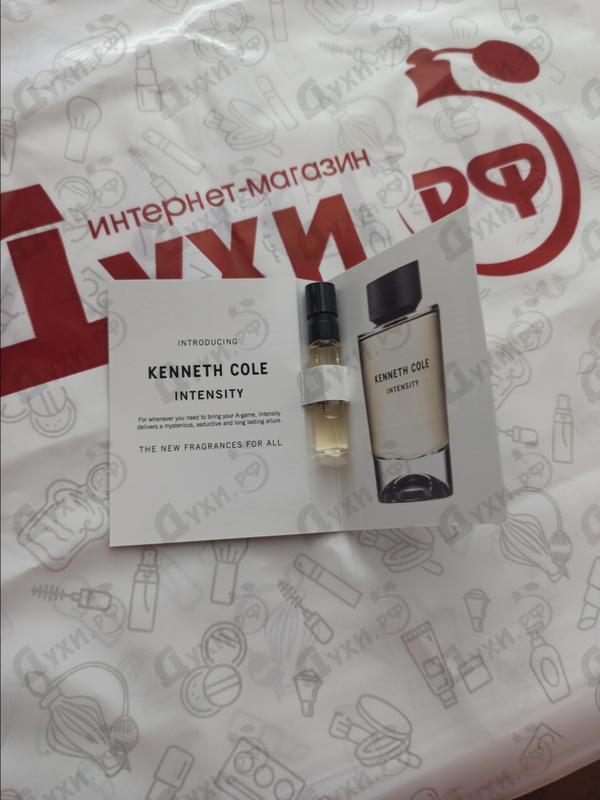 интернет-магазин
Духи.РФ
INTRODUCING
KENNETH COLE
INTENSITY
For whenever you need to bring your A-game, Intensity
delivers a mysterious, seductive and long lasting allure.
THE NEW FRAGRANCES FOR ALL
KENNETH COLE
INTENSITY